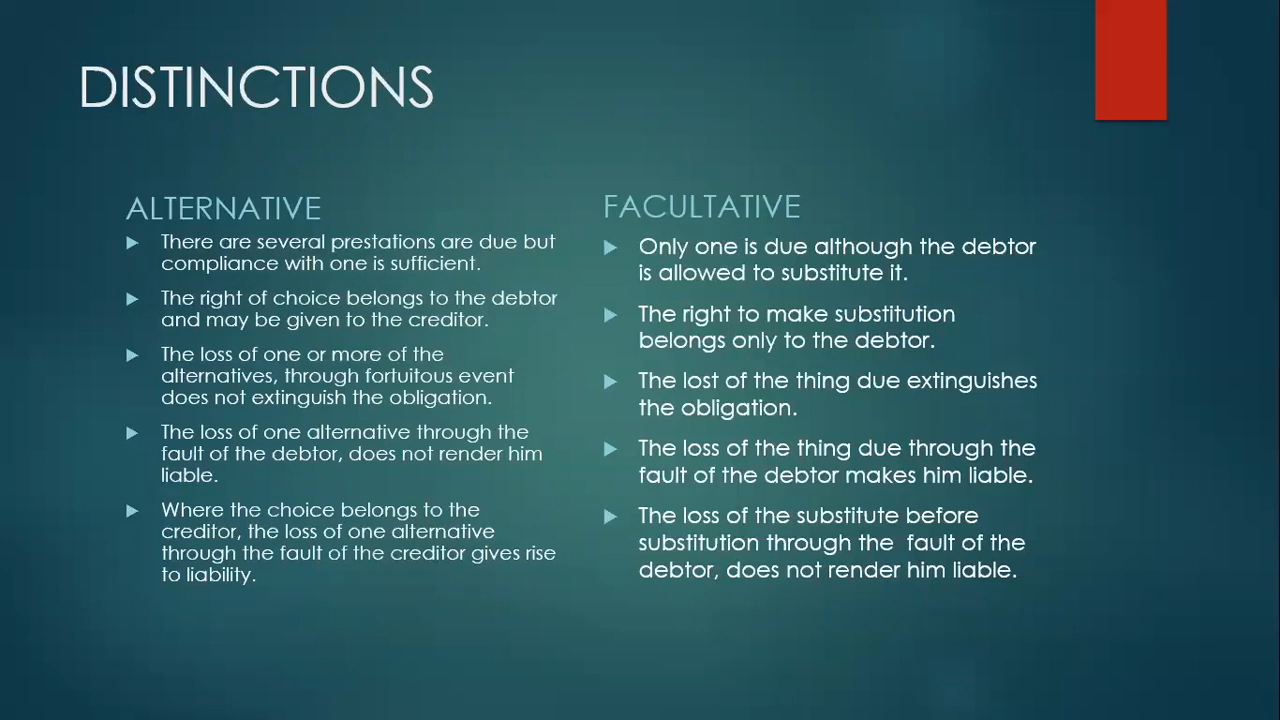 DISTINCTIONS
ALTERNATIVE
There are several prestations are due but
compliance with one is sufficient.
The right of choice belongs to the debtor
and may be given to the creditor.
The loss of one or more of the
alternatives, through fortuitous event
does not extinguish the obligation.
The loss of one alternative through the
fault of the debtor, does not render him
liable.
Where the choice belongs to the
creditor, the loss of one alternative
through the fault of the creditor gives rise
to liability.
FACULTATIVE
Only one is due although the debtor
is allowed to substitute it.
The right to make substitution
belongs only to the debtor.
The lost of the thing due extinguishes
the obligation.
The loss of the thing due through the
fault of the debtor makes him liable.
The loss of the substitute before
substitution through the  fault of the
debtor, does not render him liable.